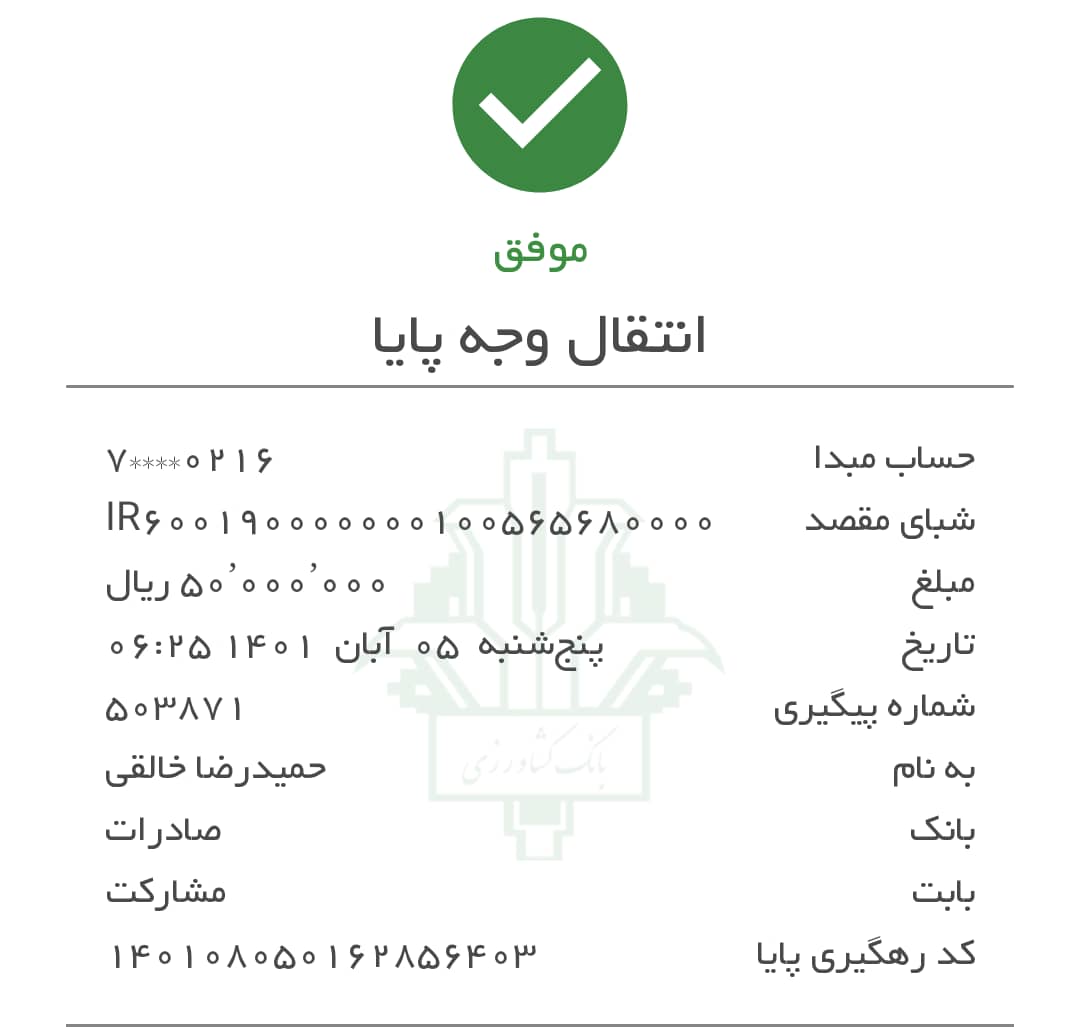 موفق
انتقال وجه پایا
حساب مبدا ۷****۰۲۱۶
شبای مقصد IR۶۰۰۱۹۰۰۰۰۰۰۰۱۰۰۵۶۵۶۸۰۰۰۰
مبلغ ۵۰٬۰۰۰٬۰۰۰ ریال
تاریخ پنج‌شنبه ۰۵ آبان ۱۴۰۱ ۰۶:۲۵
شماره پیگیری ۵۰۳۸۷۱
به نام حمیدرضا خالقی
بانک صادرات
بابت مشارکت
کد رهگیری پایا ۱۴۰۱۰۸۰۵۰۱۶۲۸۵۶۴۰۳
بانک کشاورزی